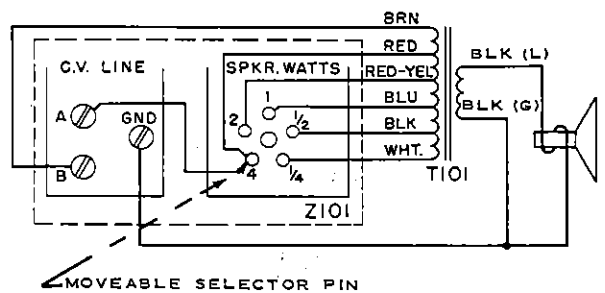 BRN
RED
RED-YEL
BLU
BLK
WHT.
T101
BLK (L)
BLK (G)
C.V. LINE
A
GND
B
SPKR. WATTS
1
2
1/2
4
1/4
Z101
MOVEABLE SELECTOR PIN